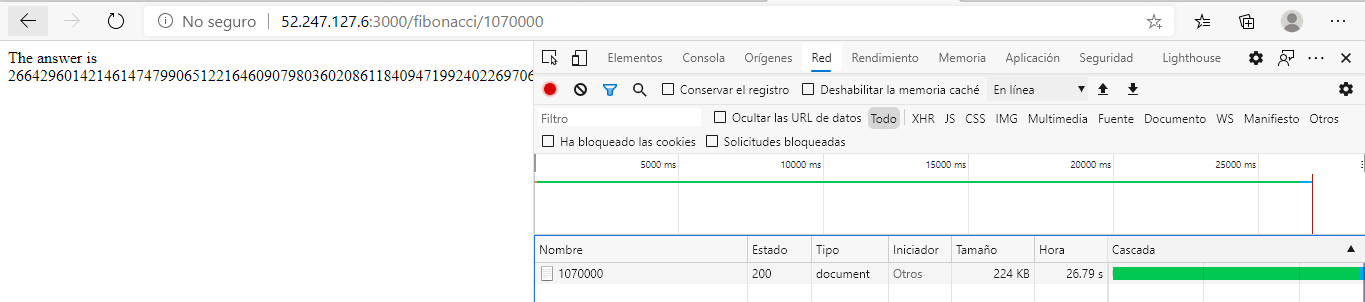 No seguro 52.247.127.6:3000/fibonacci/1070000
The answer is
Elementos Consola Orígenes Red Rendimiento Memoria Aplicación Seguridad Lighthouse
Conservar el registro Deshabilitar la memoria caché En línea
Filtro Ocultar las URL de datos Todo XHR JS CSS IMG Multimedia Fuente Documento WS Manifiesto Otros
Ha bloqueado las cookies Solicitudes bloqueadas
5000 ms 10000 ms 15000 ms 20000 ms 25000 ms
Nombre Estado Tipo Iniciador Tamaño Hora Cascada
1070000 200 document Otros 224 KB 26.79 s